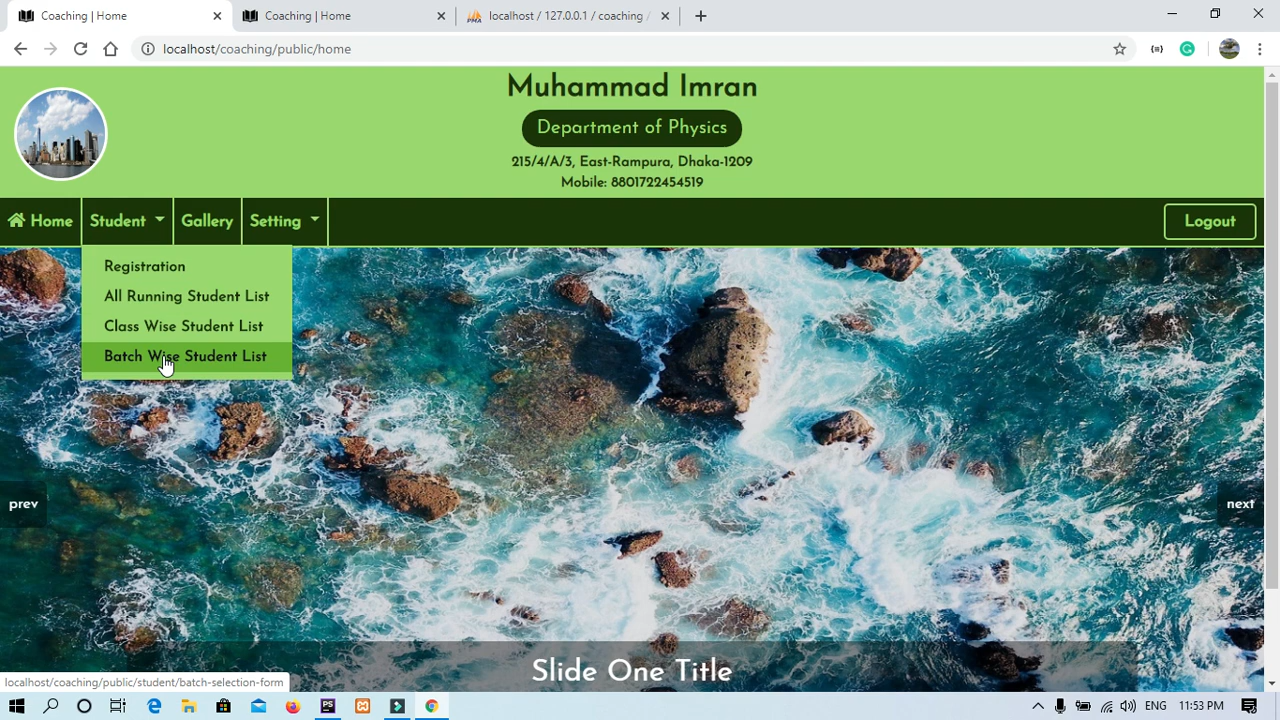 Coaching | Home
Coaching | Home
localhost / 127.0.0.1 / coaching /
localhost/coaching/public/home
Muhammad Imran
Department of Physics
215/4/A/3, East-Rampura, Dhaka-1209
Mobile: 8801722454519
Home
Student
Gallery
Setting
Logout
Registration
All Running Student List
Class Wise Student List
Batch Wise Student List
prev
next
Slide One Title
localhost/coaching/public/student/batch-selection-form
ENG
11:53 PM